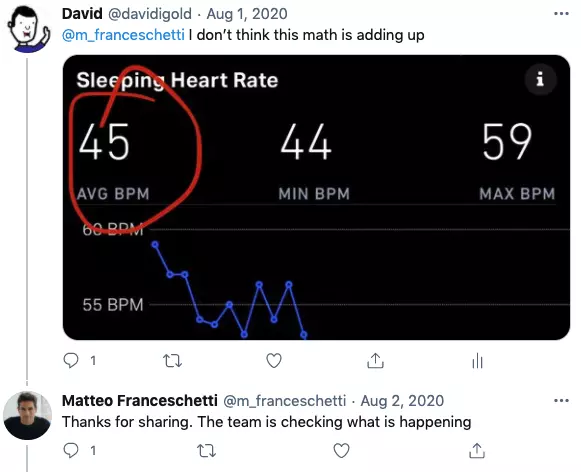 David @davidigold · Aug 1, 2020
@m_franceschetti I don't think this math is adding up
Sleeping Heart Rate
45 44 59
AVG BPM MIN BPM MAX BPM
60 BPM
55 BPM
1
Matteo Franceschetti @m_franceschetti · Aug 2, 2020
Thanks for sharing. The team is checking what is happening
1